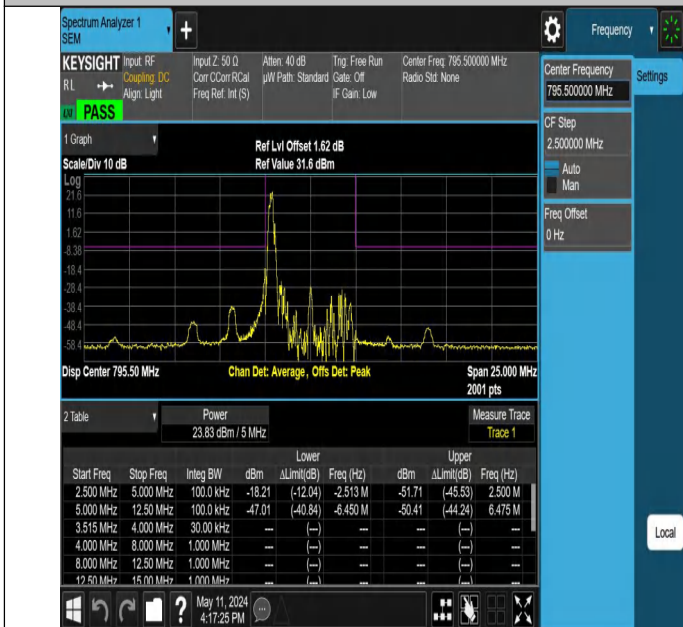 Spectrum Analyzer 1
SEM
+
Frequency
KEYSIGHT Input: RF Input Z: 50 Ω Atten: 40 dB Trig: Free Run Center Freq: 795.500000 MHz
RL Coupling: DC Corr CCorr RCal µW Path: Standard Gate: Off Radio Std: None
Align: Light Freq Ref: Int (S) IF Gain: Low
PASS
Center Frequency
795.500000 MHz
Settings
CF Step
2.500000 MHz
Auto
Man
Freq Offset
0 Hz
1 Graph
Ref Lvl Offset 1.62 dB
Scale/Div 10 dB Ref Value 31.6 dBm
Log
21.6
11.6
1.62
-8.38
-18.4
-28.4
-38.4
-48.4
-58.4
Disp Center 795.50 MHz Chan Det: Average, Offs Det: Peak Span 25.000 MHz
2001 pts
2 Table Power Measure Trace
23.83 dBm / 5 MHz Trace 1
Lower Upper
Start Freq Stop Freq Integ BW dBm ΔLimit(dB) Freq (Hz) dBm ΔLimit(dB) Freq (Hz)
2.500 MHz 5.000 MHz 100.0 kHz -18.21 (-12.04) -2.513 M -51.71 (-45.53) 2.500 M
5.000 MHz 12.50 MHz 100.0 kHz -47.01 (-40.84) -6.450 M -50.41 (-44.24) 6.475 M
3.515 MHz 4.000 MHz 30.00 kHz --- (---) --- --- (---) ---
4.000 MHz 8.000 MHz 1.000 MHz --- (---) --- --- (---) ---
8.000 MHz 12.50 MHz 1.000 MHz --- (---) --- --- (---) ---
12.50 MHz 15.00 MHz 1.000 MHz --- (---) --- --- (---) ---
Local
? May 11, 2024
4:17:25 PM